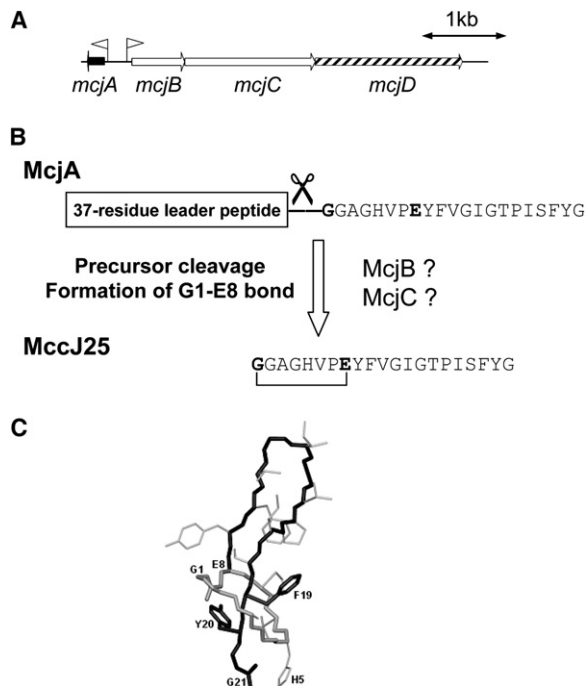 A
1kb
mcjA mcjB mcjC mcjD
B
McjA
37-residue leader peptide GGAGHVPEYFVGIGTPISFYG
Precursor cleavage
Formation of G1-E8 bond
McjB ?
McjC ?
MccJ25
GGAGHVPEYFVGIGTPISFYG
C
G1
E8
F19
Y20
G21
H5